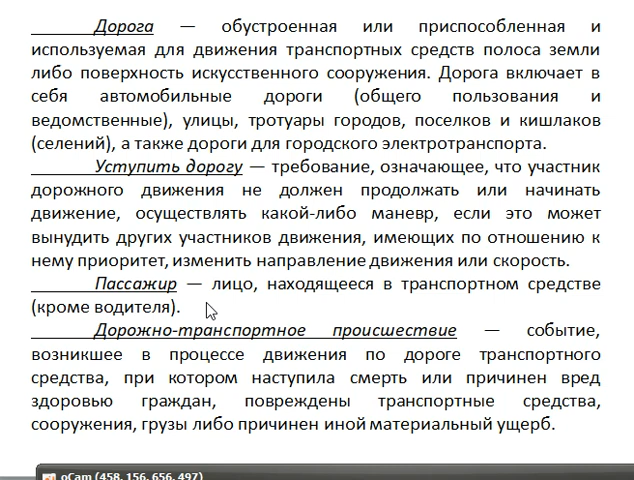 Дорога — обустроенная или приспособленная и
используемая для движения транспортных средств полоса земли
либо поверхность искусственного сооружения. Дорога включает в
себя автомобильные дороги (общего пользования и
ведомственные), улицы, тротуары городов, поселков и кишлаков
(селений), а также дороги для городского электротранспорта.
Уступить дорогу — требование, означающее, что участник
дорожного движения не должен продолжать или начинать
движение, осуществлять какой-либо маневр, если это может
вынудить других участников движения, имеющих по отношению к
нему приоритет, изменить направление движения или скорость.
Пассажир — лицо, находящееся в транспортном средстве
(кроме водителя).
Дорожно-транспортное происшествие — событие,
возникшее в процессе движения по дороге транспортного
средства, при котором наступила смерть или причинен вред
здоровью граждан, повреждены транспортные средства,
сооружения, грузы либо причинен иной материальный ущерб.
oCam (458, 156, 656, 497)